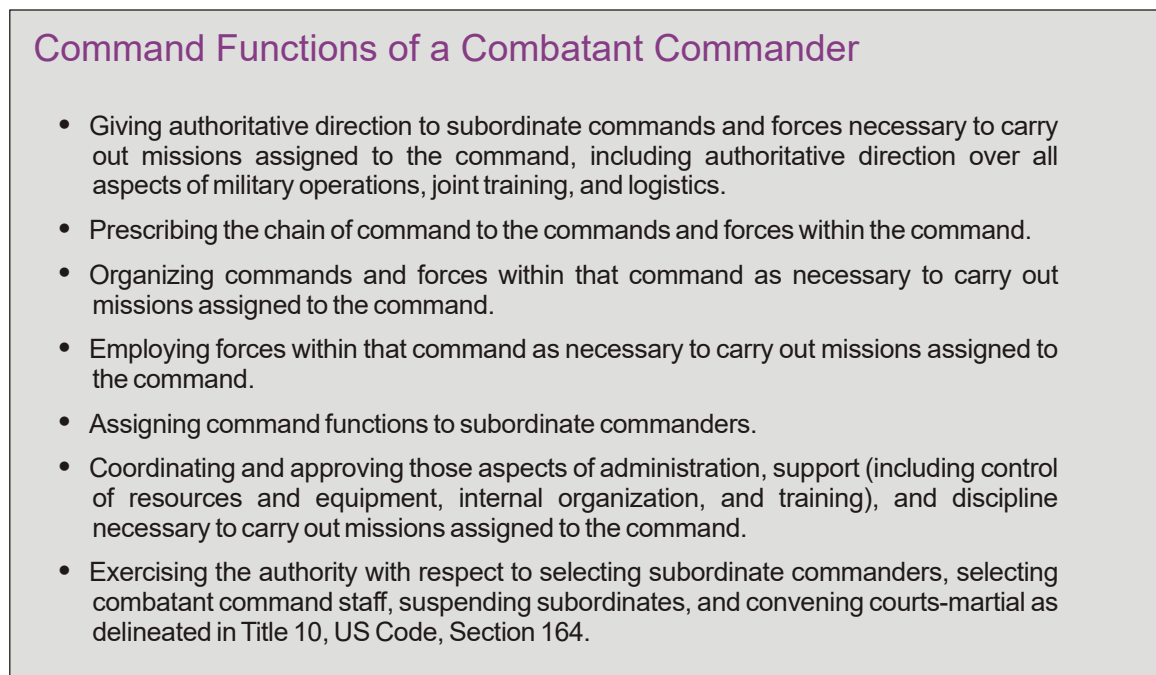 Command Functions of a Combatant Commander
• Giving authoritative direction to subordinate commands and forces necessary to carry
out missions assigned to the command, including authoritative direction over all
aspects of military operations, joint training, and logistics.
• Prescribing the chain of command to the commands and forces within the command.
• Organizing commands and forces within that command as necessary to carry out
missions assigned to the command.
• Employing forces within that command as necessary to carry out missions assigned to
the command.
• Assigning command functions to subordinate commanders.
• Coordinating and approving those aspects of administration, support (including control
of resources and equipment, internal organization, and training), and discipline
necessary to carry out missions assigned to the command.
• Exercising the authority with respect to selecting subordinate commanders, selecting
combatant command staff, suspending subordinates, and convening courts-martial as
delineated in Title 10, US Code, Section 164.